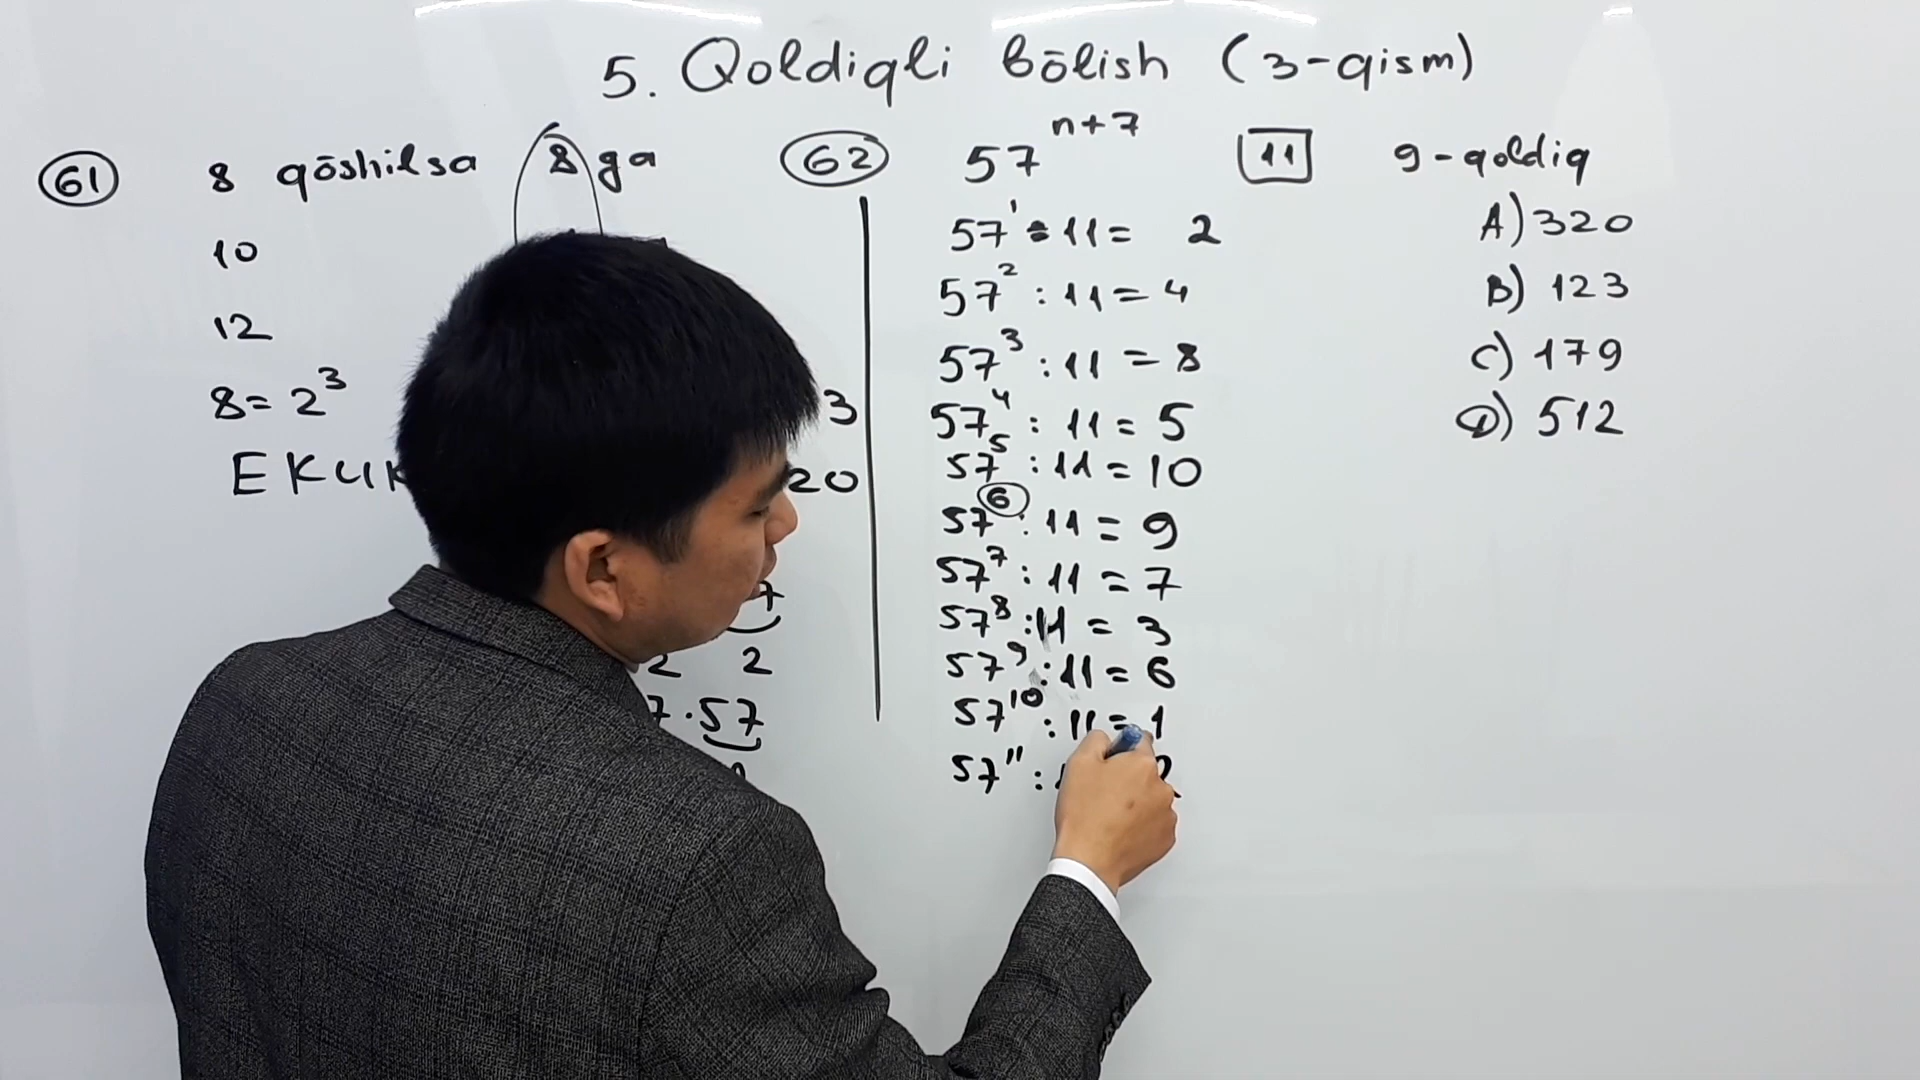 5. Qoldiqli bōlish (3-qism)
61 8 qōshilsa 8 ga
10
12
8 = 2³
3
20
2 2
7 · 57
62 57ⁿ⁺⁷ 11 9-qoldiq
57¹ : 11 = 2
57² : 11 = 4
57³ : 11 = 8
57⁴ : 11 = 5
57⁵ : 11 = 10
57⁶ : 11 = 9
57⁷ : 11 = 7
57⁸ : 11 = 3
57⁹ : 11 = 6
57¹⁰ : 11 = 1
57¹¹ :
A) 320
B) 123
C) 179
D) 512